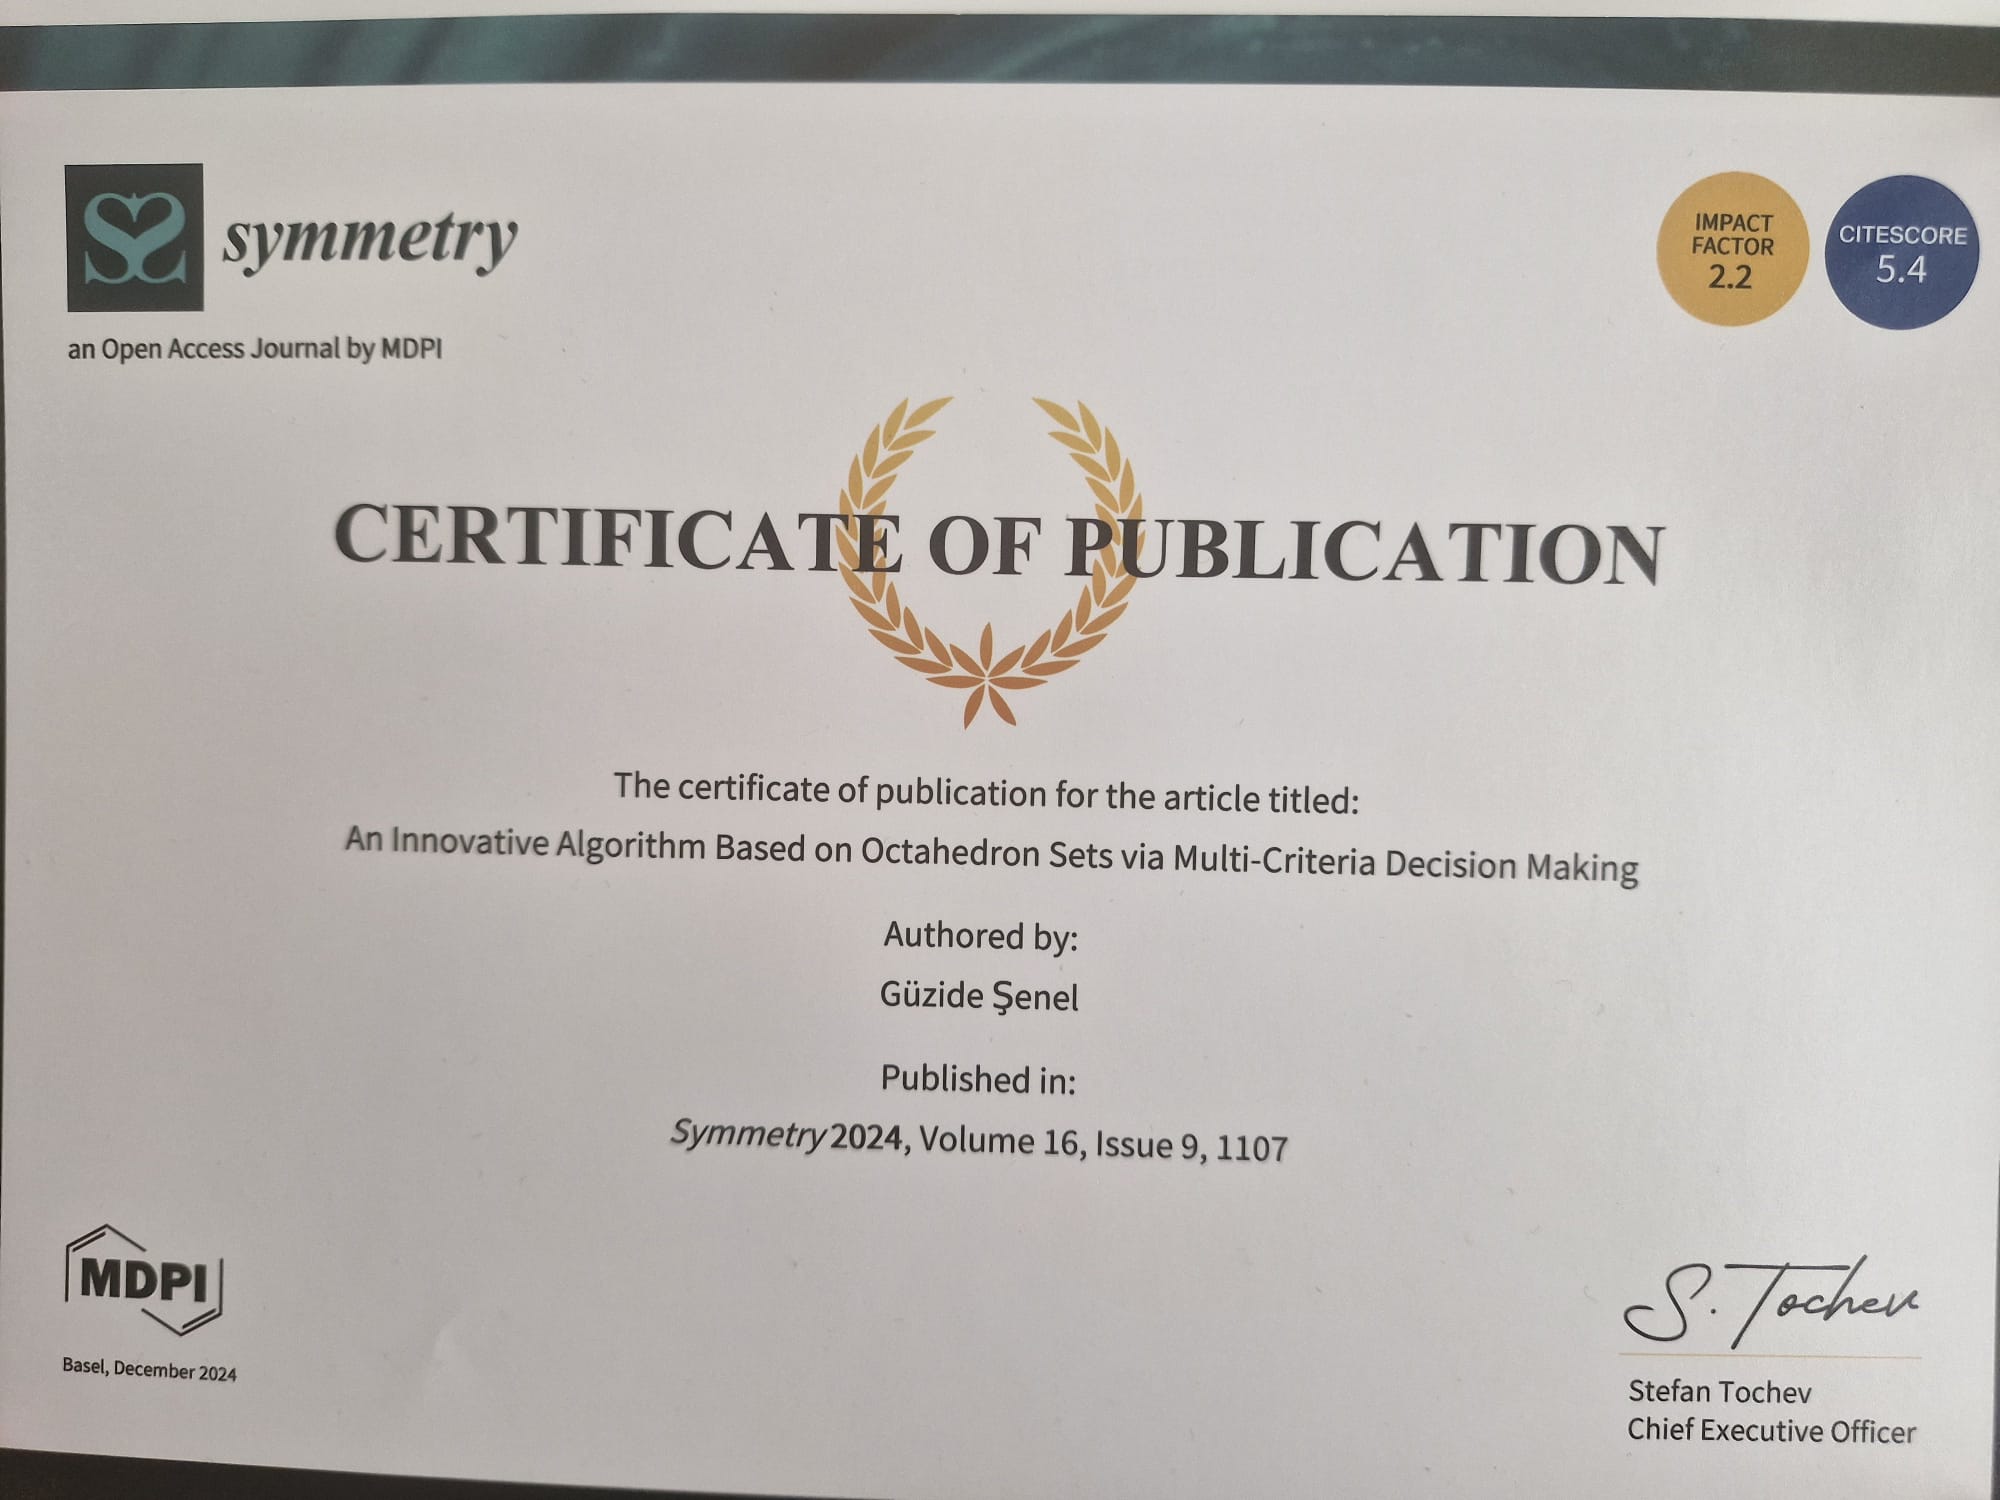 symmetry
an Open Access Journal by MDPI
IMPACT
FACTOR
2.2
CITESCORE
5.4
CERTIFICATE OF PUBLICATION
The certificate of publication for the article titled:
An Innovative Algorithm Based on Octahedron Sets via Multi-Criteria Decision Making
Authored by:
Güzide Şenel
Published in:
Symmetry 2024, Volume 16, Issue 9, 1107
MDPI
Basel, December 2024
S. Tochev
Stefan Tochev
Chief Executive Officer